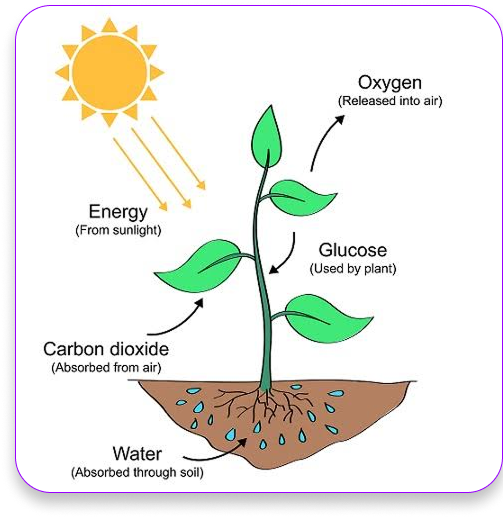 Oxygen
(Released into air)
Energy
(From sunlight)
Glucose
(Used by plant)
Carbon dioxide
(Absorbed from air)
Water
(Absorbed through soil)